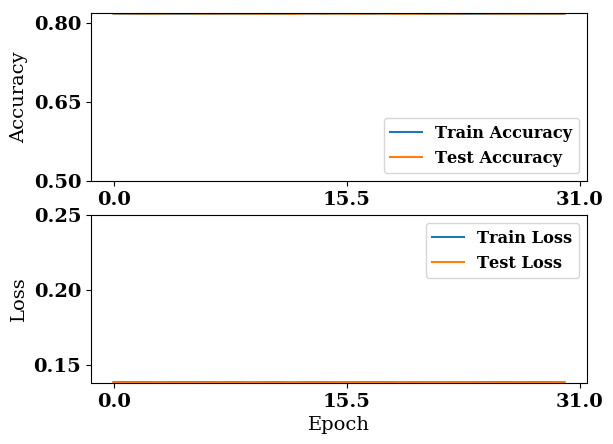 0.80
0.65
0.50
Accuracy
Train Accuracy
Test Accuracy
0.0 15.5 31.0
0.25
0.20
0.15
Loss
Train Loss
Test Loss
0.0 15.5 31.0
Epoch